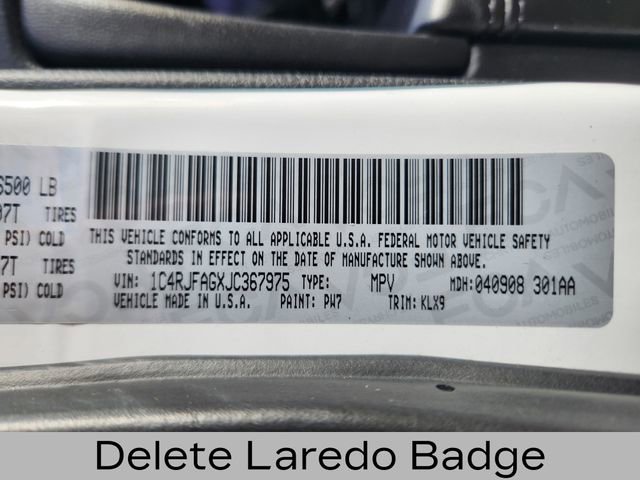 6500 LB
07T TIRES
PSI) COLD
7T TIRES
PSI) COLD
THIS VEHICLE CONFORMS TO ALL APPLICABLE U.S.A. FEDERAL MOTOR VEHICLE SAFETY
STANDARDS IN EFFECT ON THE DATE OF MANUFACTURE SHOWN ABOVE.
VIN: 1C4RJFAGXJC367975 TYPE: MPV MDH: 040908 301AA
VEHICLE MADE IN U.S.A. PAINT: PW7 TRIM: KLX9
Delete Laredo Badge